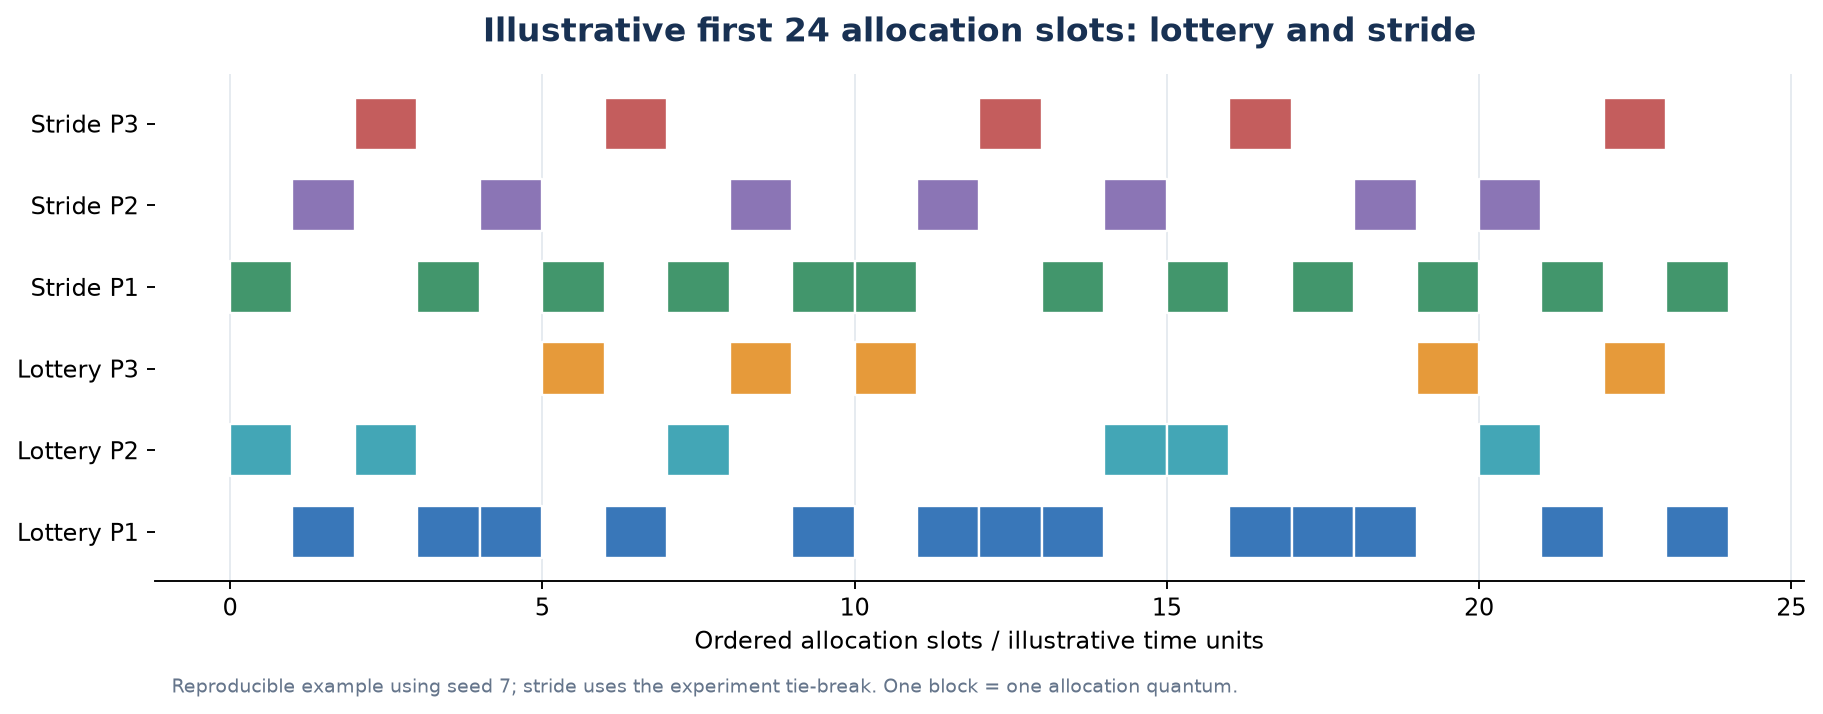 Illustrative first 24 allocation slots: lottery and stride
Stride P3
Stride P2
Stride P1
Lottery P3
Lottery P2
Lottery P1
0 5 10 15 20 25
Ordered allocation slots / illustrative time units
Reproducible example using seed 7; stride uses the experiment tie-break. One block = one allocation quantum.